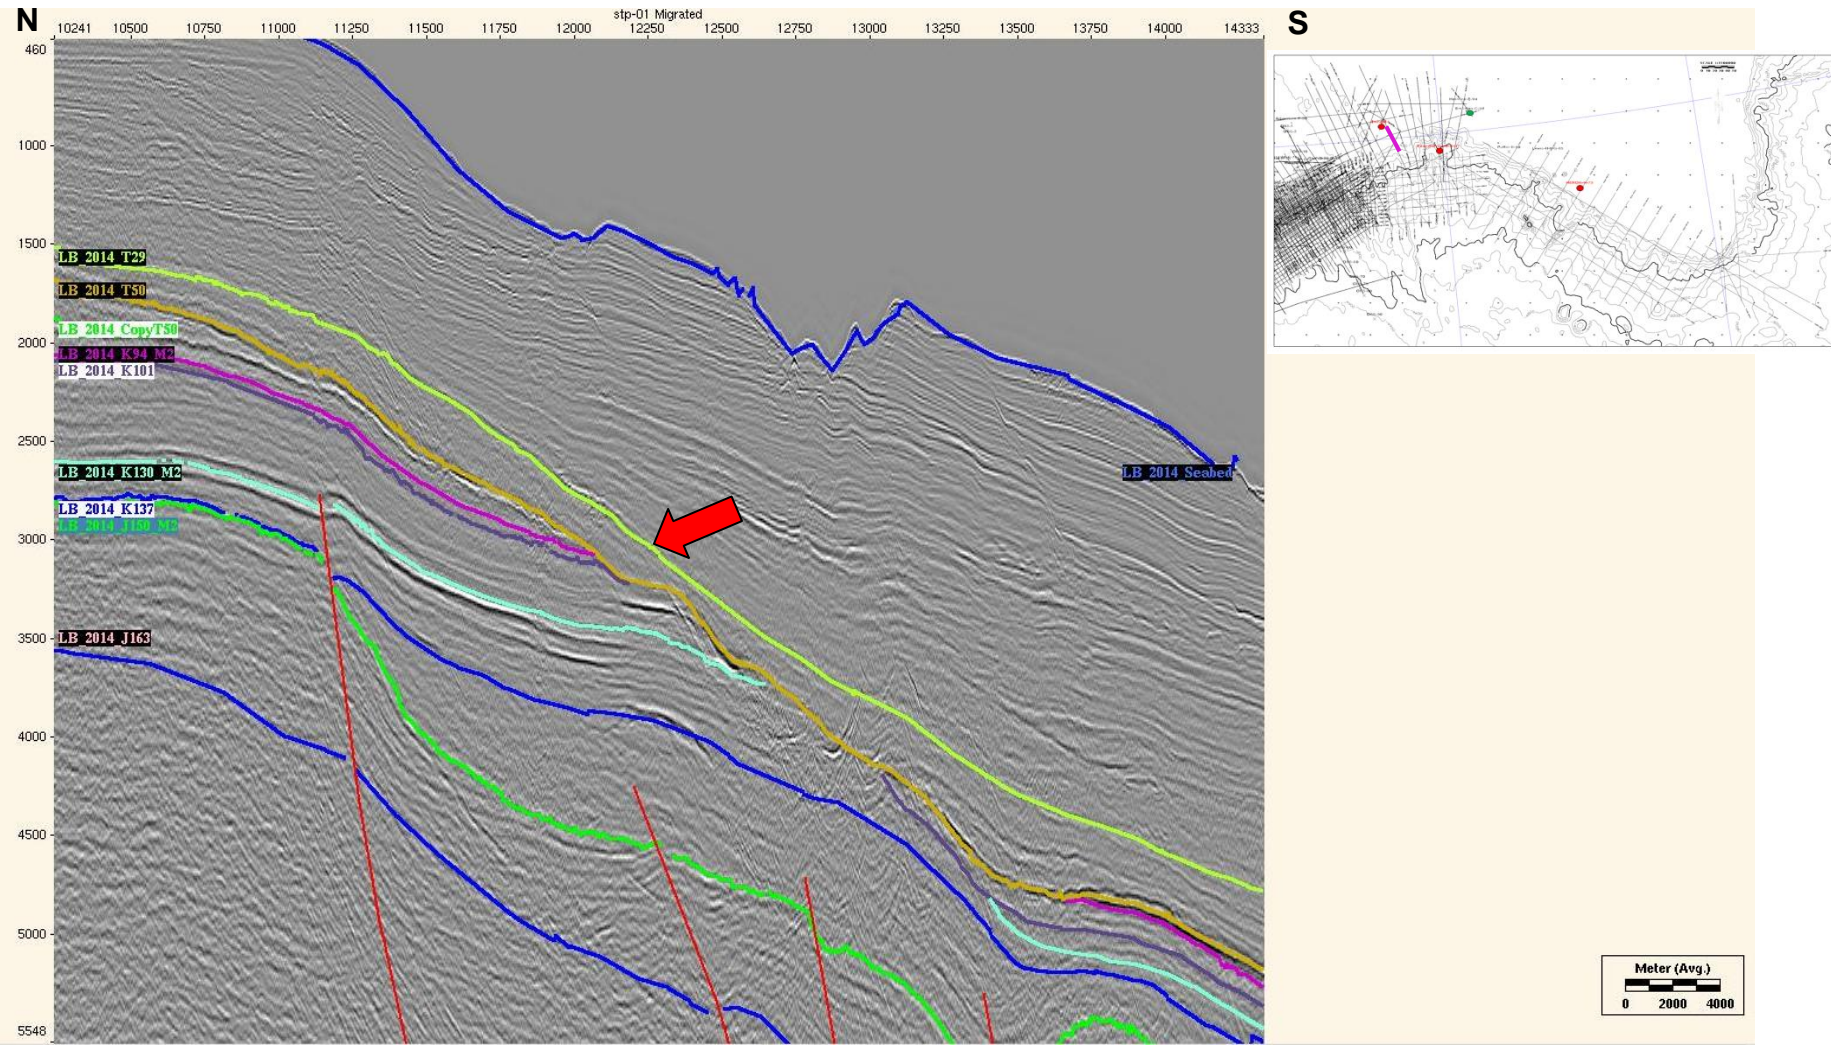 N
stp-01 Migrated
S
10241 10500 10750 11000 11250 11500 11750 12000 12250 12500 12750 13000 13250 13500 13750 14000 14333
460
1000
1500
LB_2014_T29
LB_2014_T50
LB_2014_CopyT50
2000
LB_2014_K94_M2
LB_2014_K101
2500
LB_2014_K130_M2
LB_2014_Seabed
LB_2014_K137
LB_2014_J150_M2
3000
3500
LB_2014_J163
4000
4500
5000
5548
Meter (Avg.)
0 2000 4000